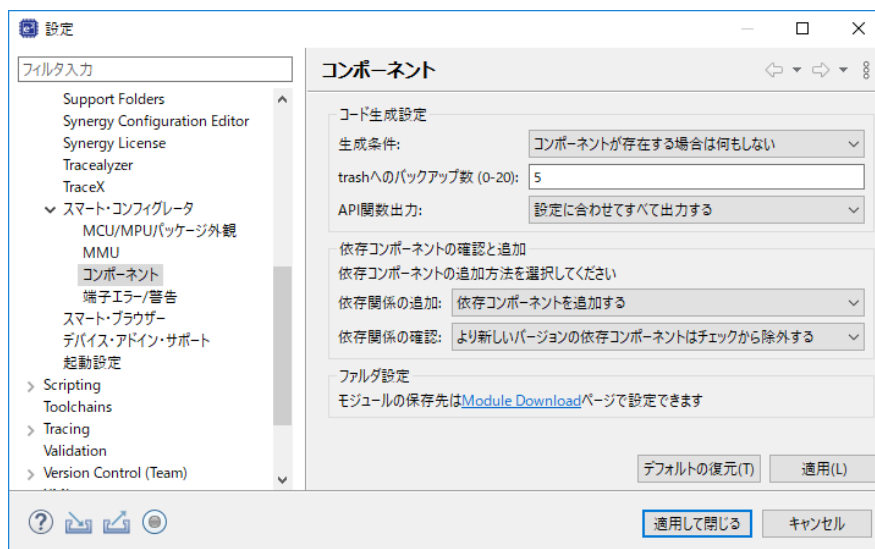 設定
フィルタ入力
Support Folders
Synergy Configuration Editor
Synergy License
Tracealyzer
TraceX
スマート・コンフィグレータ
MCU/MPUパッケージ外観
MMU
コンポーネント
端子エラー/警告
スマート・ブラウザー
デバイス・アドイン・サポート
起動設定
Scripting
Toolchains
Tracing
Validation
Version Control (Team)
コンポーネント
コード生成設定
生成条件: コンポーネントが存在する場合は何もしない
trashへのバックアップ数 (0-20): 5
API関数出力: 設定に合わせてすべて出力する
依存コンポーネントの確認と追加
依存コンポーネントの追加方法を選択してください
依存関係の追加: 依存コンポーネントを追加する
依存関係の確認: より新しいバージョンの依存コンポーネントはチェックから除外する
ファルダ設定
モジュールの保存先はModule Downloadページで設定できます
デフォルトの復元(T) 適用(L)
適用して閉じる キャンセル